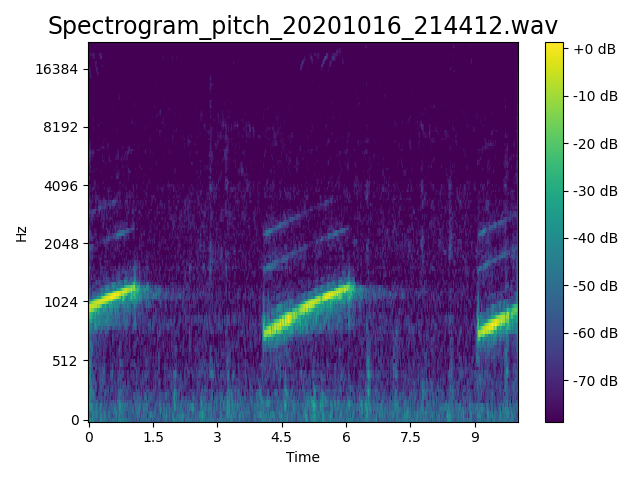 Spectrogram_pitch_20201016_214412.wav
16384
8192
4096
2048
1024
512
0
Hz
0 1.5 3 4.5 6 7.5 9
Time
+0 dB
-10 dB
-20 dB
-30 dB
-40 dB
-50 dB
-60 dB
-70 dB